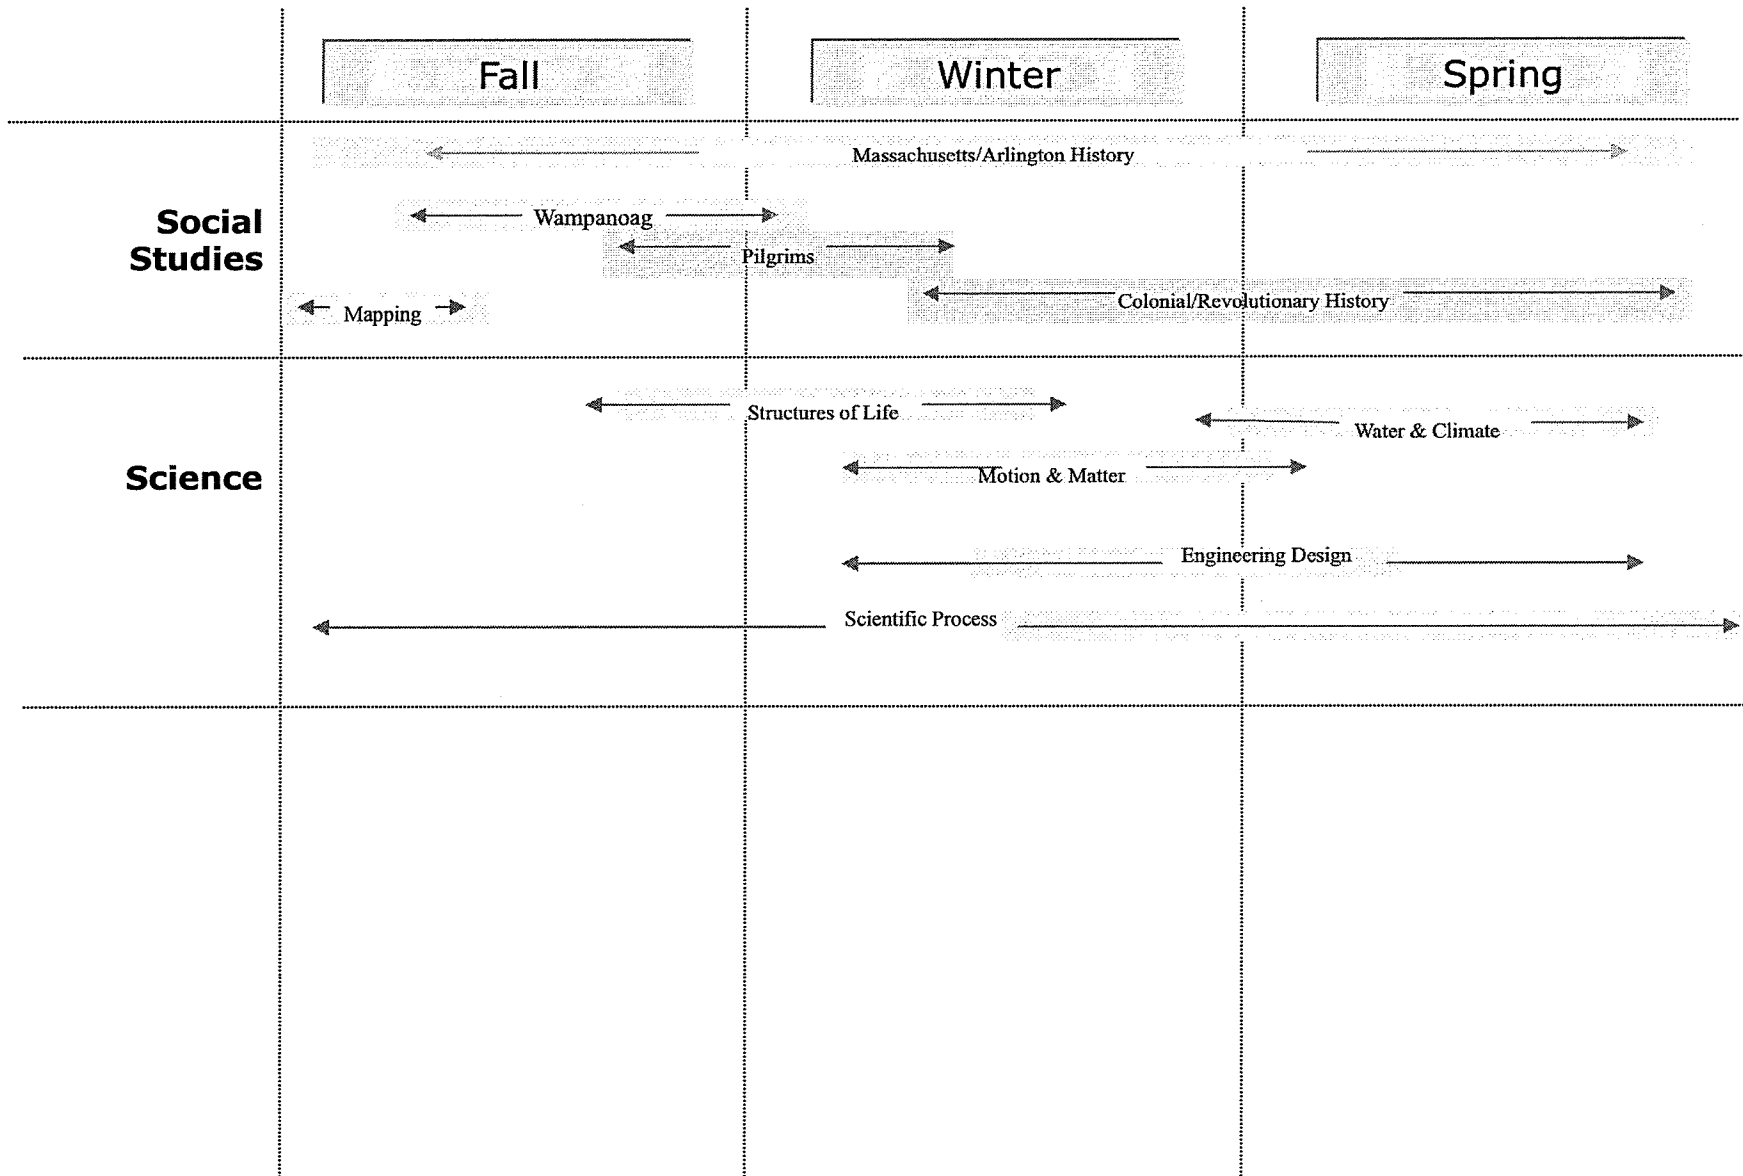 Fall
Winter
Spring
Massachusetts/Arlington History
Social
Studies
Wampanoag
Pilgrims
Colonial/Revolutionary History
Mapping
Structures of Life
Water & Climate
Science
Motion & Matter
Engineering Design
Scientific Process